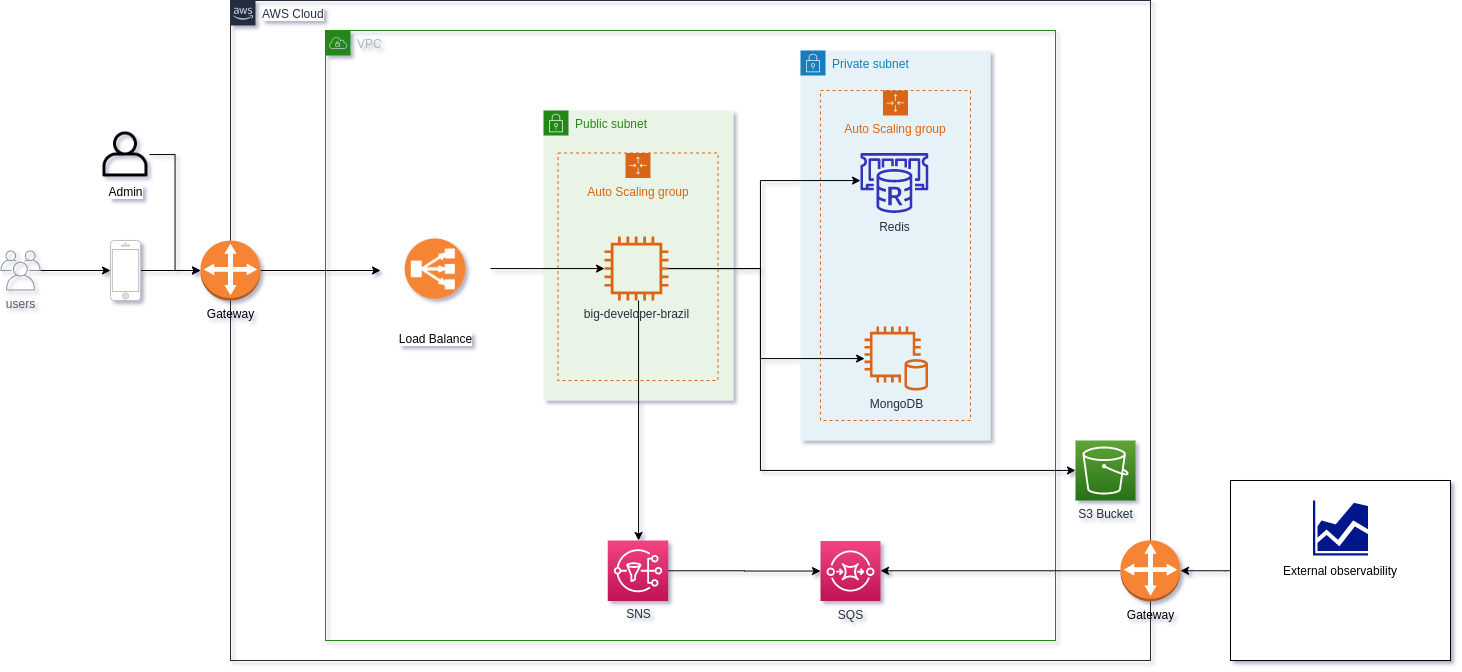 aws
AWS Cloud
VPC
Private subnet
Auto Scaling group
Public subnet
Auto Scaling group
Admin
R
Redis
users
Gateway
big-developer-brazil
Load Balance
MongoDB
S3 Bucket
External observability
SNS
SQS
Gateway